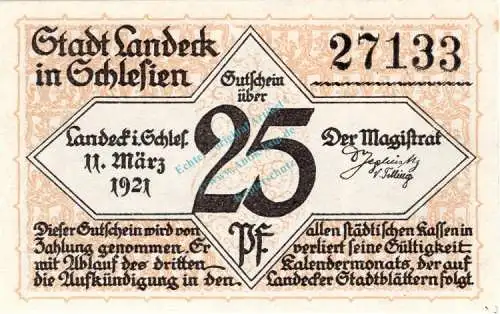 Stadt Landeck
in Schlesien
27133
Gutschein
über
25
Pf
Landeck i. Schles.
11. März
1921
Der Magistrat
v. Tilling
Dieser Gutschein wird von allen städtischen Kassen in
Zahlung genommen. Er verliert seine Gültigkeit
mit Ablauf des dritten Kalendermonats, der auf
die Aufkündigung in den Landecker Stadtblättern folgt.